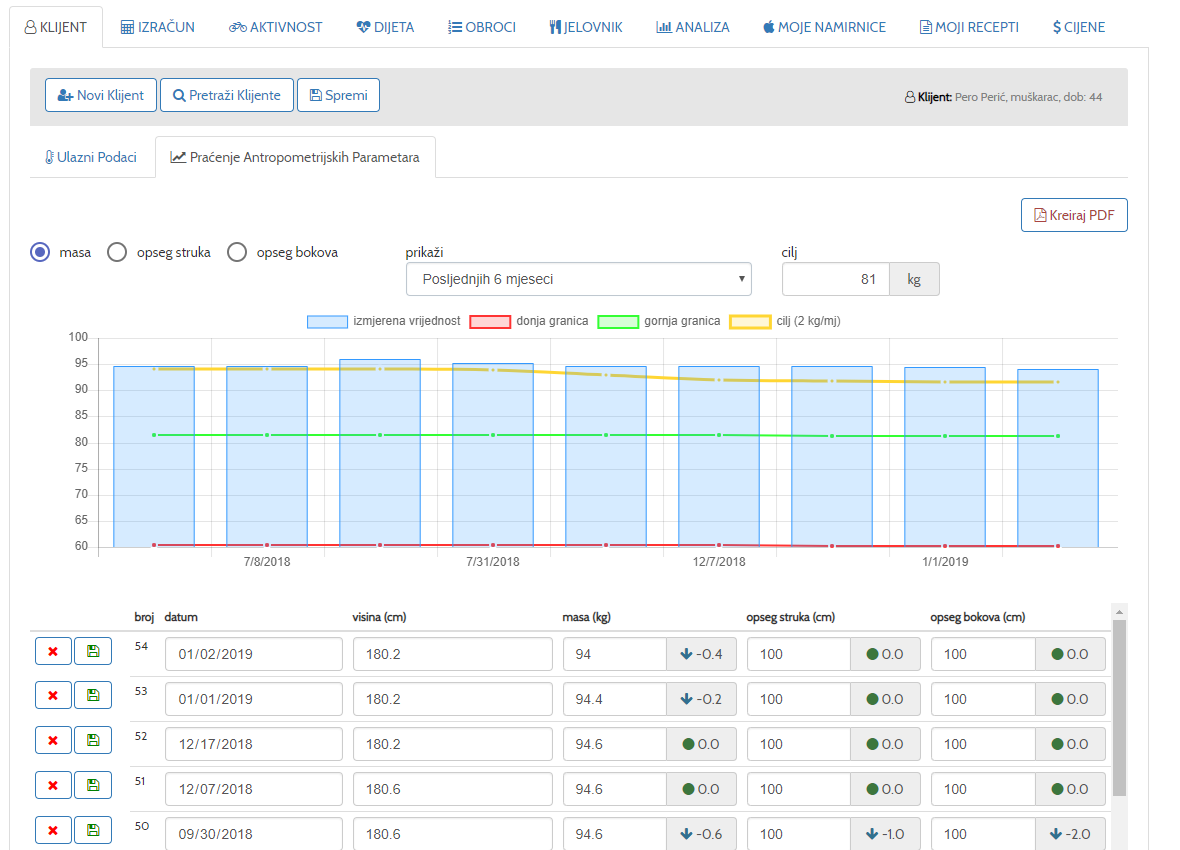 KLIJENT IZRAČUN AKTIVNOST DIJETA OBROCI JELOVNIK ANALIZA MOJE NAMIRNICE MOJI RECEPTI CIJENE
Novi Klijent Pretraži Klijente Spremi Klijent: Pero Perić, muškarac, dob: 44
Ulazni Podaci Praćenje Antropometrijskih Parametara
Kreiraj PDF
masa opseg struka opseg bokova prikaži cilj
Posljednjih 6 mjeseci 81 kg
izmjerena vrijednost donja granica gornja granica cilj (2 kg/mj)
100
95
90
85
80
75
70
65
60
7/8/2018 7/31/2018 12/7/2018 1/1/2019
broj datum visina (cm) masa (kg) opseg struka (cm) opseg bokova (cm)
54 01/02/2019 180.2 94 -0.4 100 0.0 100 0.0
53 01/01/2019 180.2 94.4 -0.2 100 0.0 100 0.0
52 12/17/2018 180.2 94.6 0.0 100 0.0 100 0.0
51 12/07/2018 180.6 94.6 0.0 100 0.0 100 0.0
50 09/30/2018 180.6 94.6 -0.6 100 -1.0 100 -2.0